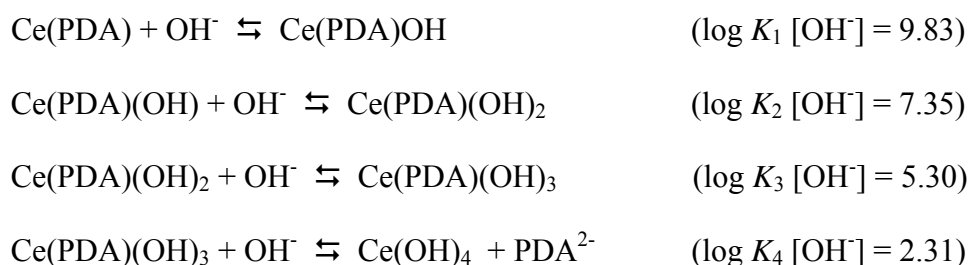 Ce(PDA) + OH⁻ ⇆ Ce(PDA)OH (log K₁ [OH⁻] = 9.83)
Ce(PDA)(OH) + OH⁻ ⇆ Ce(PDA)(OH)₂ (log K₂ [OH⁻] = 7.35)
Ce(PDA)(OH)₂ + OH⁻ ⇆ Ce(PDA)(OH)₃ (log K₃ [OH⁻] = 5.30)
Ce(PDA)(OH)₃ + OH⁻ ⇆ Ce(OH)₄ + PDA²⁻ (log K₄ [OH⁻] = 2.31)